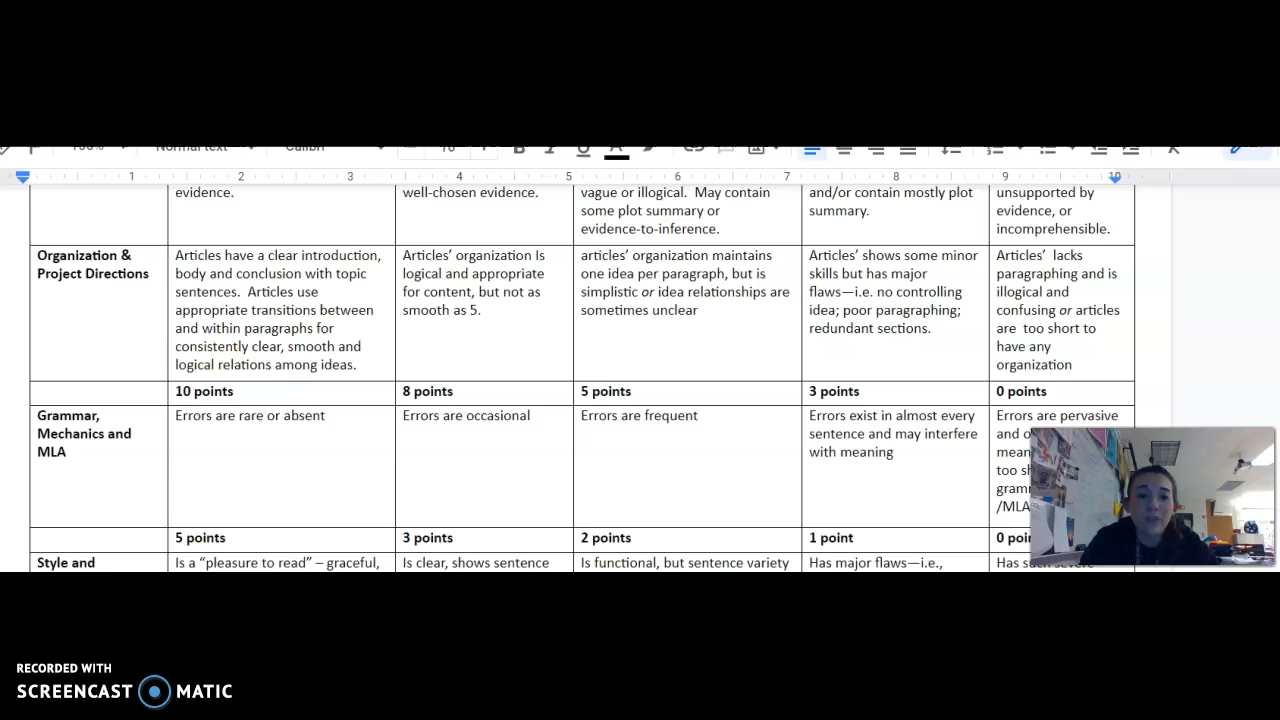 100%
Normal text
Calibri
1 2 3 4 5 6 7 8 9 10
evidence.
well-chosen evidence.
vague or illogical. May contain
some plot summary or
evidence-to-inference.
and/or contain mostly plot
summary.
unsupported by
evidence, or
incomprehensible.
Organization &
Project Directions
Articles have a clear introduction,
body and conclusion with topic
sentences. Articles use
appropriate transitions between
and within paragraphs for
consistently clear, smooth and
logical relations among ideas.
Articles’ organization Is
logical and appropriate
for content, but not as
smooth as 5.
articles’ organization maintains
one idea per paragraph, but is
simplistic or idea relationships are
sometimes unclear
Articles’ shows some minor
skills but has major
flaws—i.e. no controlling
idea; poor paragraphing;
redundant sections.
Articles’ lacks
paragraphing and is
illogical and
confusing or articles
are too short to
have any
organization
10 points
8 points
5 points
3 points
0 points
Grammar,
Mechanics and
MLA
Errors are rare or absent
Errors are occasional
Errors are frequent
Errors exist in almost every
sentence and may interfere
with meaning
Errors are pervasive
and
too
/MLA
5 points
3 points
2 points
1 point
0
Style and
Is a “pleasure to read” – graceful,
Is clear, shows sentence
Is functional, but sentence variety
Has major flaws—i.e.,
Has such severe
RECORDED WITH
SCREENCAST MATIC